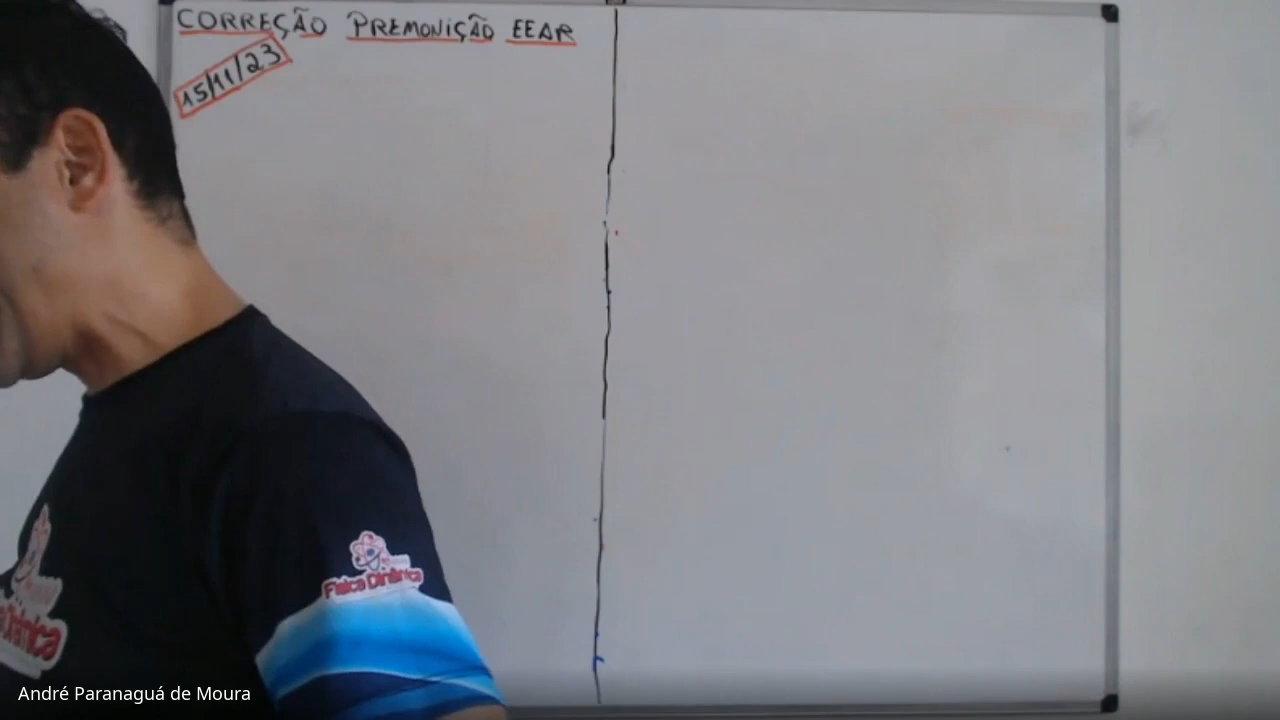 CORREÇÃO PREMONIÇÃO EEAR
15/11/23
Física Dinâmica
André Paranaguá de Moura